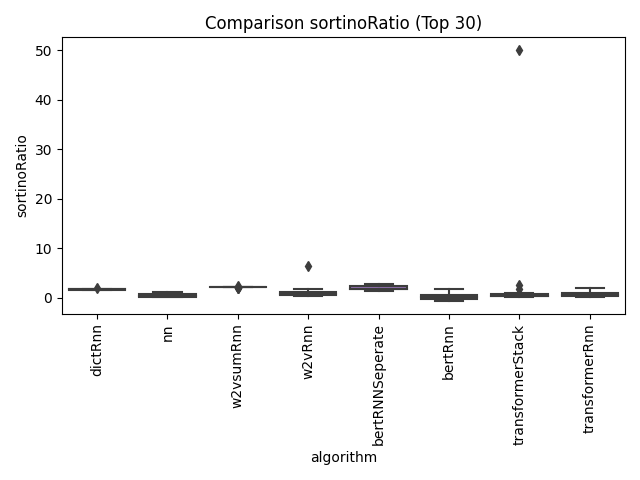 Comparison sortinoRatio (Top 30)
sortinoRatio
50
40
30
20
10
0
dictRnn
nn
w2vsumRnn
w2vRnn
bertRNNSeperate
bertRnn
transformerStack
transformerRnn
algorithm